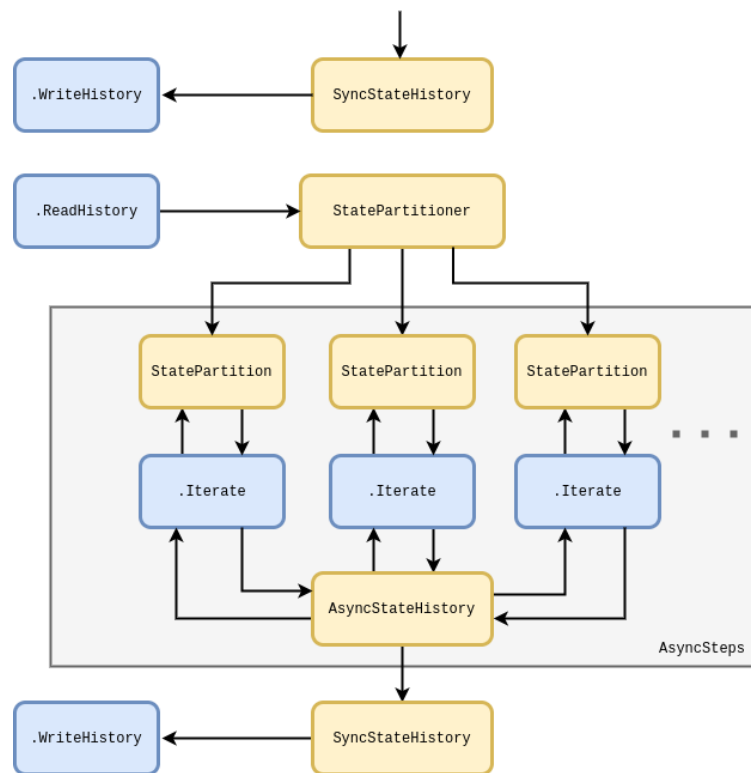 .WriteHistory
SyncStateHistory
.ReadHistory
StatePartitioner
StatePartition
StatePartition
StatePartition
.Iterate
.Iterate
.Iterate
AsyncStateHistory
AsyncSteps
.WriteHistory
SyncStateHistory